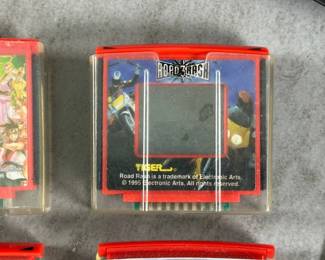 ROAD RASH
TIGER
Road Rash is a trademark of Electronic Arts.
© 1995 Electronic Arts. All rights reserved.